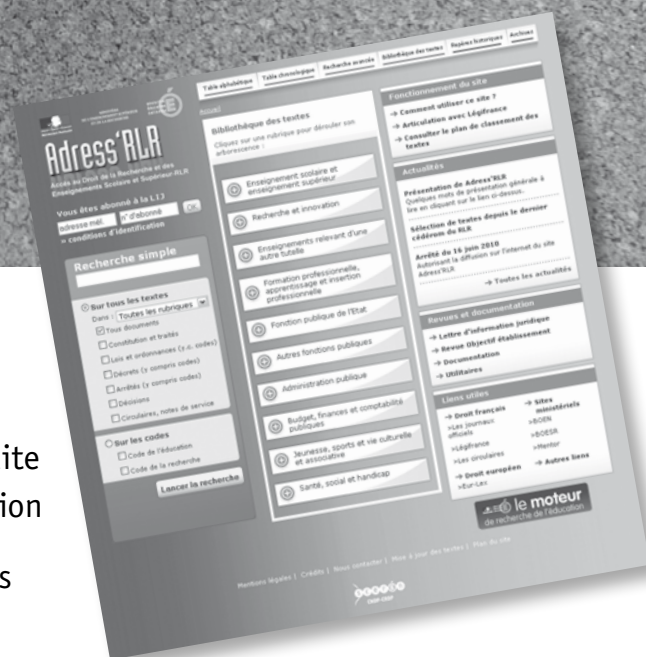 Table alphabétique
Table chronologique
Recherche avancée
Bibliothèque des textes
Repères historiques
Archives
Adress'RLR
Accès au Droit de la Recherche et des
Enseignements Scolaire et Supérieur-RLR
Vous êtes abonné à la LIJ
adresse mél.
n° d'abonné
OK
» conditions d'identification
Recherche simple
Sur tous les textes
Dans : Toutes les rubriques
Tous documents
Constitution et traités
Lois et ordonnances (y.c. codes)
Décrets (y compris codes)
Arrêtés (y compris codes)
Décisions
Circulaires, notes de service
Sur les codes
Code de l'éducation
Code de la recherche
Lancer la recherche
Accueil
Bibliothèque des textes
Cliquez sur une rubrique pour dérouler son
arborescence :
Enseignement scolaire et
enseignement supérieur
Recherche et innovation
Enseignements relevant d'une
autre tutelle
Formation professionnelle,
apprentissage et insertion
professionnelle
Fonction publique de l'Etat
Autres fonctions publiques
Administration publique
Budget, finances et comptabilité
publiques
Jeunesse, sports et vie culturelle
et associative
Santé, social et handicap
Fonctionnement du site
→ Comment utiliser ce site ?
→ Articulation avec Légifrance
→ Consulter le plan de classement des
textes
Actualités
Présentation de Adress'RLR
Quelques mots de présentation générale à
lire en cliquant sur le lien ci-dessus.
Sélection de textes depuis le dernier
cédérom du RLR
Arrêté du 16 juin 2010
Autorisant la diffusion sur l'internet du site
Adress'RLR
→ Toutes les actualités
Revues et documentation
→ Lettre d'information juridique
→ Revue Objectif établissement
→ Documentation
→ Utilitaires
Liens utiles
→ Droit français
>Les journaux
officiels
>Légifrance
>Les circulaires
→ Droit européen
>Eur-Lex
→ Sites
ministériels
>BOEN
>BOESR
>Mentor
→ Autres liens
le moteur
de recherche de l'éducation
Mentions légales | Crédits | Nous contacter | Mise à jour des textes | Plan du site
scérén
CNDP-CRDP
ite
ion
s